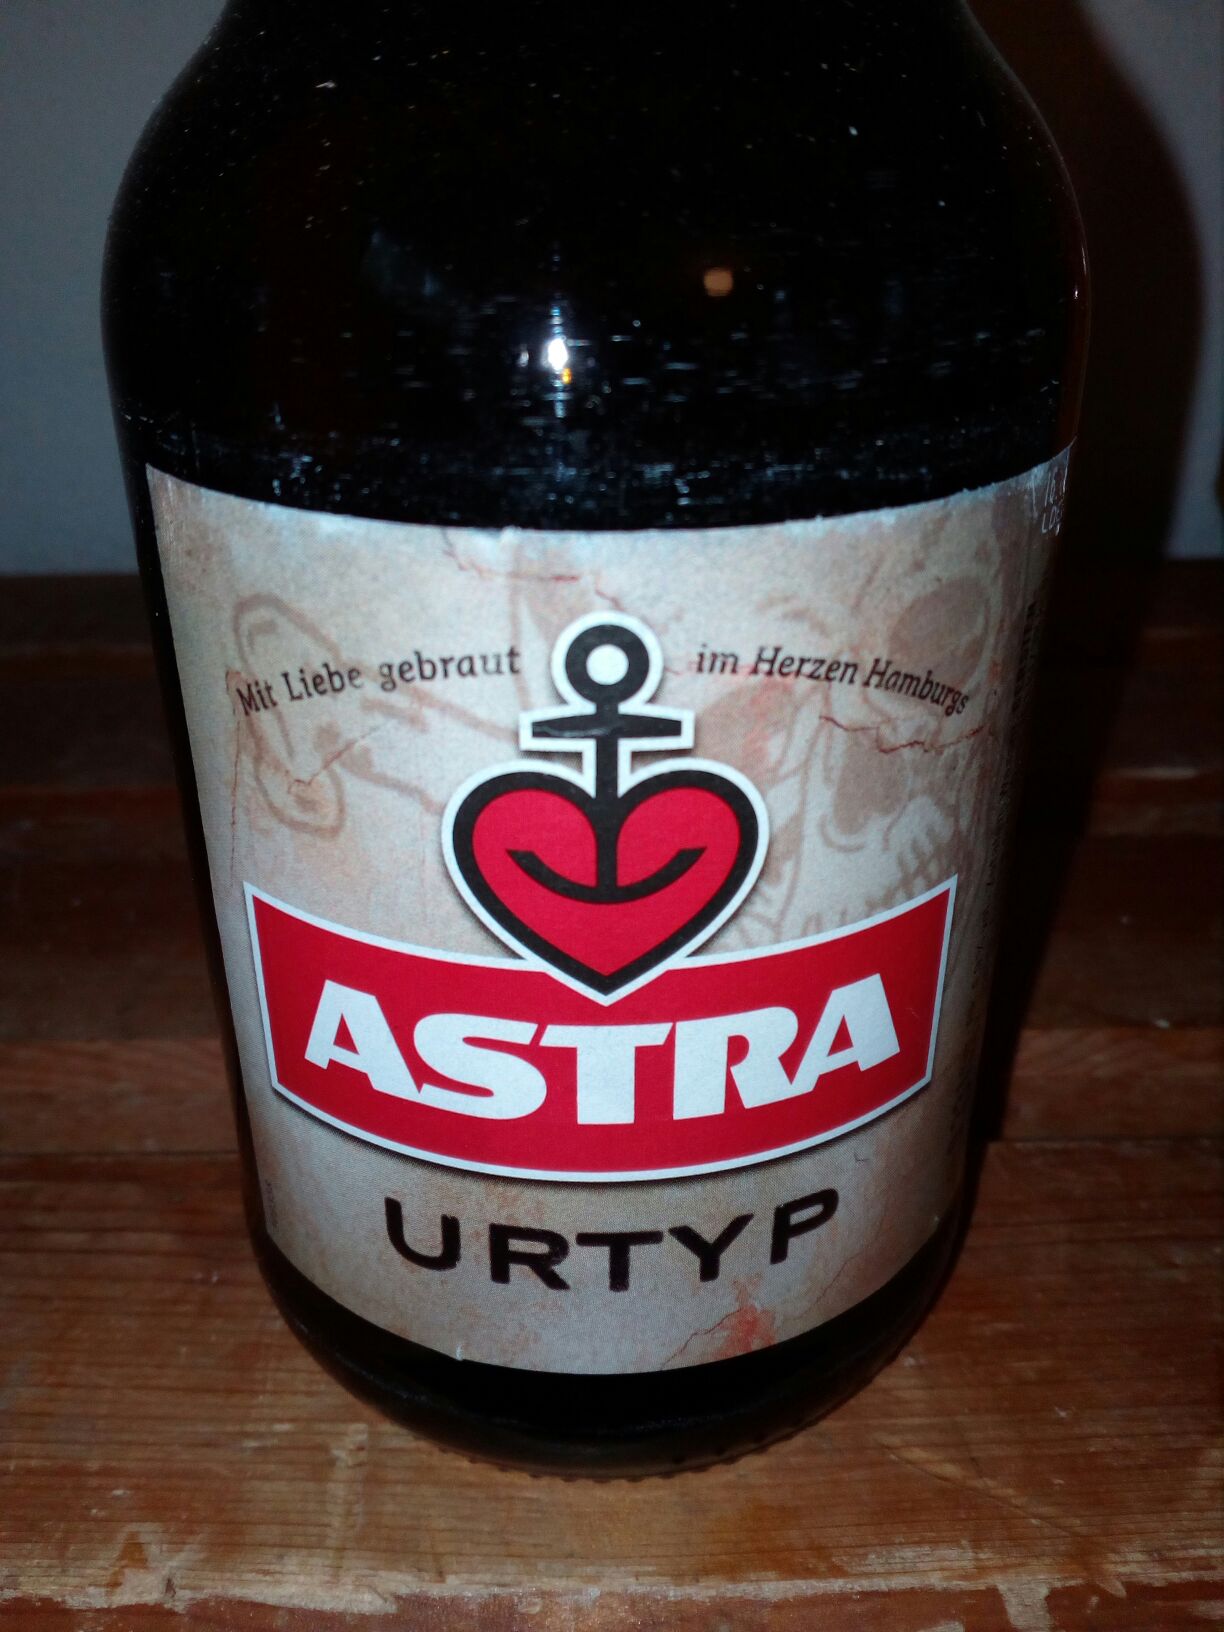 Mit Liebe gebraut im Herzen Hamburgs
ASTRA
URTYP